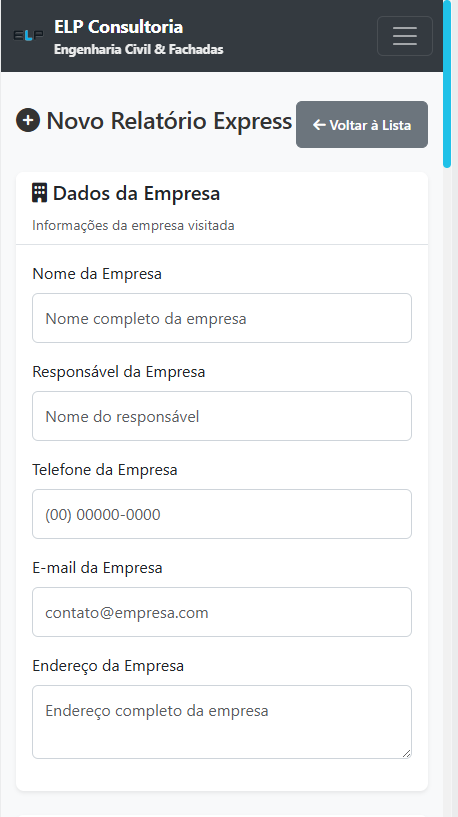 ELP
ELP Consultoria
Engenharia Civil & Fachadas
Novo Relatório Express
Voltar à Lista
Dados da Empresa
Informações da empresa visitada
Nome da Empresa
Nome completo da empresa
Responsável da Empresa
Nome do responsável
Telefone da Empresa
(00) 00000-0000
E-mail da Empresa
contato@empresa.com
Endereço da Empresa
Endereço completo da empresa